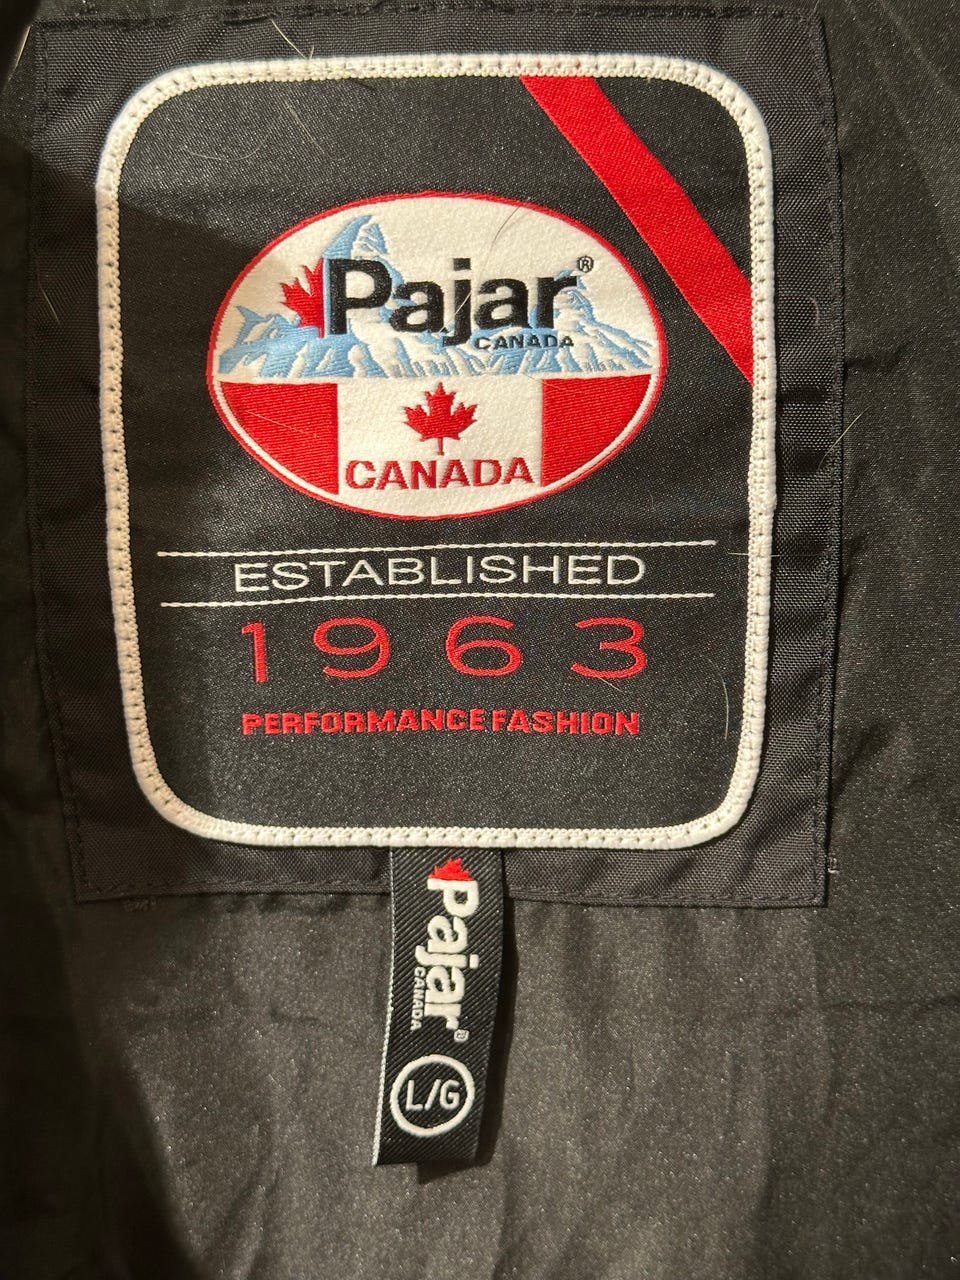 Pajar®
CANADA
CANADA
ESTABLISHED
1963
PERFORMANCE FASHION
Pajar®
CANADA
L/G